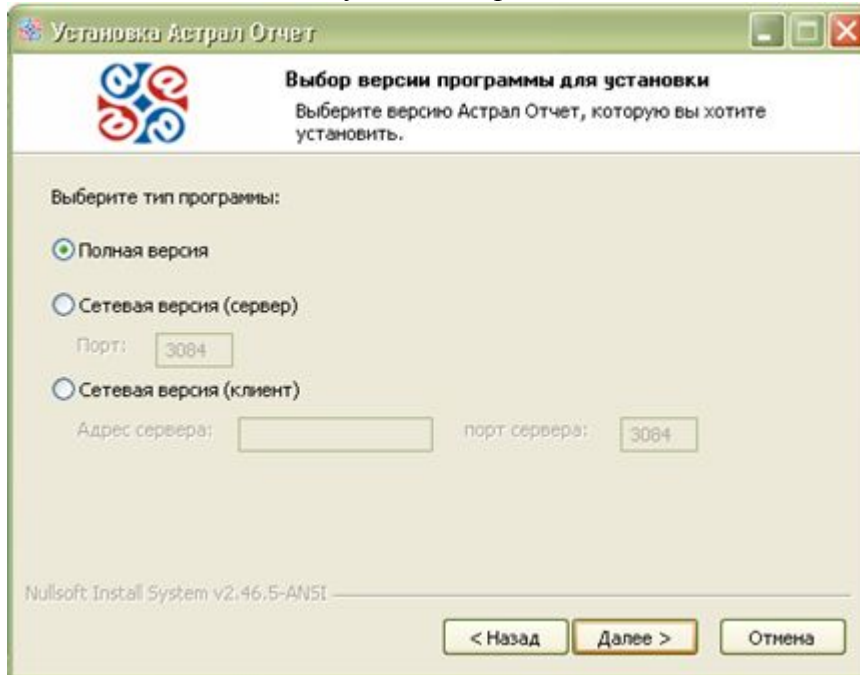 Установка Астрал Отчет
Выбор версии программы для установки
Выберите версию Астрал Отчет, которую вы хотите
установить.
Выберите тип программы:
Полная версия
Сетевая версия (сервер)
Порт: 3084
Сетевая версия (клиент)
Адрес сервера: порт сервера: 3084
Nullsoft Install System v2.46.5-ANSI
< Назад Далее > Отмена